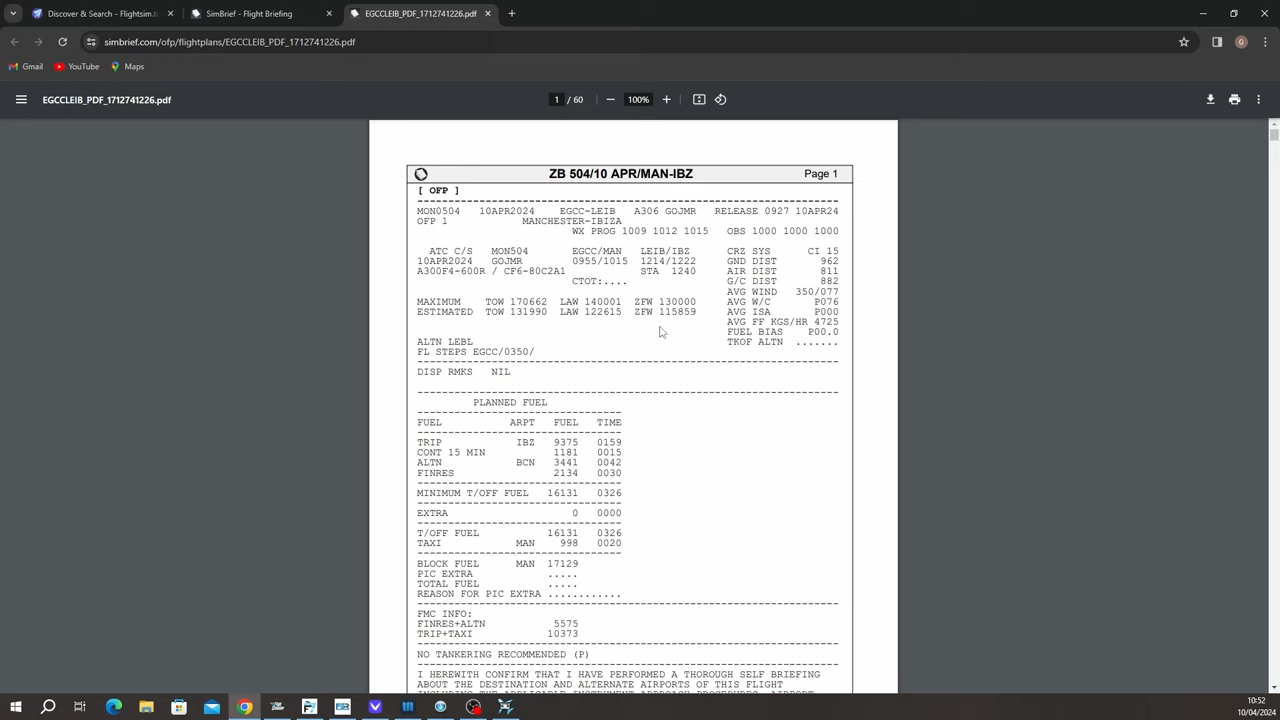 Discover & Search - Flightsim.t
SimBrief - Flight Briefing
EGCCLEIB_PDF_1712741226.pdf
simbrief.com/ofp/flightplans/EGCCLEIB_PDF_1712741226.pdf
G
Gmail YouTube Maps
EGCCLEIB_PDF_1712741226.pdf
1 / 60
100%
ZB 504/10 APR/MAN-IBZ Page 1
[ OFP ]
MON0504 10APR2024 EGCC-LEIB A306 GOJMR RELEASE 0927 10APR24
OFP 1 MANCHESTER-IBIZA
WX PROG 1009 1012 1015 OBS 1000 1000 1000
ATC C/S MON504 EGCC/MAN LEIB/IBZ CRZ SYS CI 15
10APR2024 GOJMR 0955/1015 1214/1222 GND DIST 962
A300F4-600R / CF6-80C2A1 STA 1240 AIR DIST 811
CTOT:.... G/C DIST 882
AVG WIND 350/077
MAXIMUM TOW 170662 LAW 140001 ZFW 130000 AVG W/C P076
ESTIMATED TOW 131990 LAW 122615 ZFW 115859 AVG ISA P000
AVG FF KGS/HR 4725
FUEL BIAS P00.0
ALTN LEBL TKOF ALTN .......
FL STEPS EGCC/0350/
DISP RMKS NIL
PLANNED FUEL
FUEL ARPT FUEL TIME
TRIP IBZ 9375 0159
CONT 15 MIN 1181 0015
ALTN BCN 3441 0042
FINRES 2134 0030
MINIMUM T/OFF FUEL 16131 0326
EXTRA 0 0000
T/OFF FUEL 16131 0326
TAXI MAN 998 0020
BLOCK FUEL MAN 17129
PIC EXTRA .....
TOTAL FUEL .....
REASON FOR PIC EXTRA ............
FMC INFO:
FINRES+ALTN 5575
TRIP+TAXI 10373
NO TANKERING RECOMMENDED (P)
I HEREWITH CONFIRM THAT I HAVE PERFORMED A THOROUGH SELF BRIEFING
ABOUT THE DESTINATION AND ALTERNATE AIRPORTS OF THIS FLIGHT
10:52
10/04/2024